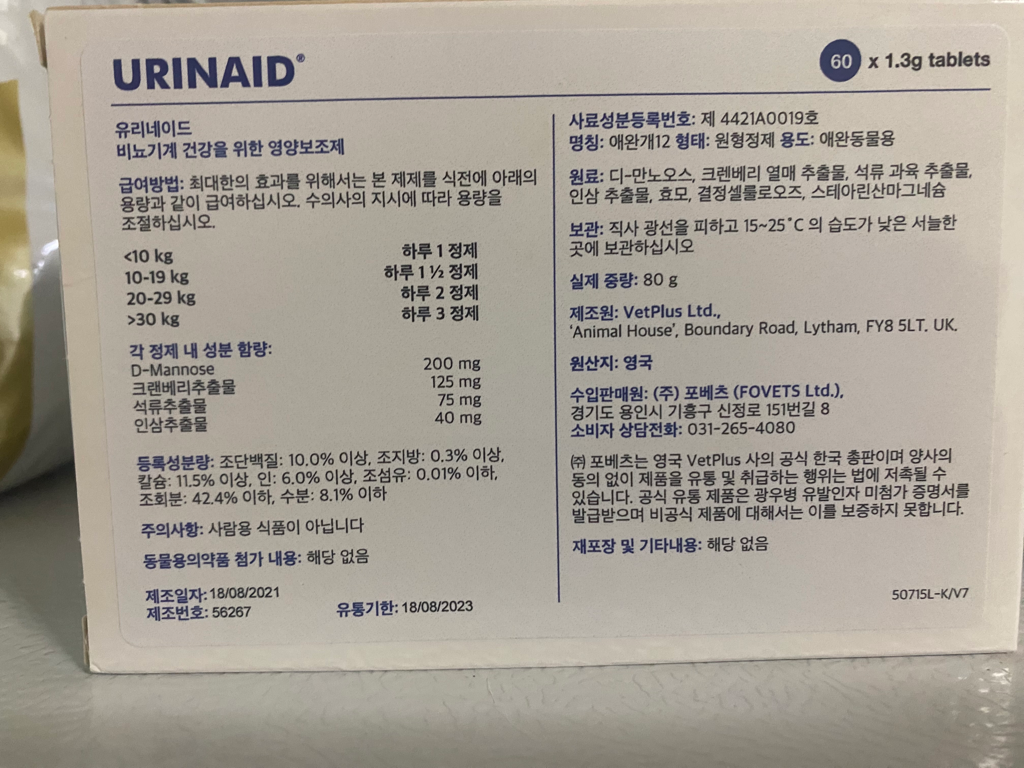 URINAID®
60 x 1.3g tablets
유리네이드
비뇨기계 건강을 위한 영양보조제
급여방법: 최대한의 효과를 위해서는 본 제제를 식전에 아래의
용량과 같이 급여하십시오. 수의사의 지시에 따라 용량을
조절하십시오.
<10 kg 하루 1 정제
10-19 kg 하루 1 ½ 정제
20-29 kg 하루 2 정제
>30 kg 하루 3 정제
각 정제 내 성분 함량:
D-Mannose 200 mg
크랜베리추출물 125 mg
석류추출물 75 mg
인삼추출물 40 mg
등록성분량: 조단백질: 10.0% 이상, 조지방: 0.3% 이상,
칼슘: 11.5% 이상, 인: 6.0% 이상, 조섬유: 0.01% 이하,
조회분: 42.4% 이하, 수분: 8.1% 이하
주의사항: 사람용 식품이 아닙니다
동물용의약품 첨가 내용: 해당 없음
제조일자: 18/08/2021
제조번호: 56267 유통기한: 18/08/2023
사료성분등록번호: 제 4421A0019호
명칭: 애완개12 형태: 원형정제 용도: 애완동물용
원료: 디-만노오스, 크렌베리 열매 추출물, 석류 과육 추출물,
인삼 추출물, 효모, 결정셀룰로오즈, 스테아린산마그네슘
보관: 직사 광선을 피하고 15~25˚C 의 습도가 낮은 서늘한
곳에 보관하십시오
실제 중량: 80 g
제조원: VetPlus Ltd.,
‘Animal House’, Boundary Road, Lytham, FY8 5LT. UK.
원산지: 영국
수입판매원: (주) 포베츠 (FOVETS Ltd.),
경기도 용인시 기흥구 신정로 151번길 8
소비자 상담전화: 031-265-4080
㈜ 포베츠는 영국 VetPlus 사의 공식 한국 총판이며 양사의
동의 없이 제품을 유통 및 취급하는 행위는 법에 저촉될 수
있습니다. 공식 유통 제품은 광우병 유발인자 미첨가 증명서를
발급받으며 비공식 제품에 대해서는 이를 보증하지 못합니다.
재포장 및 기타내용: 해당 없음
50715L-K/V7